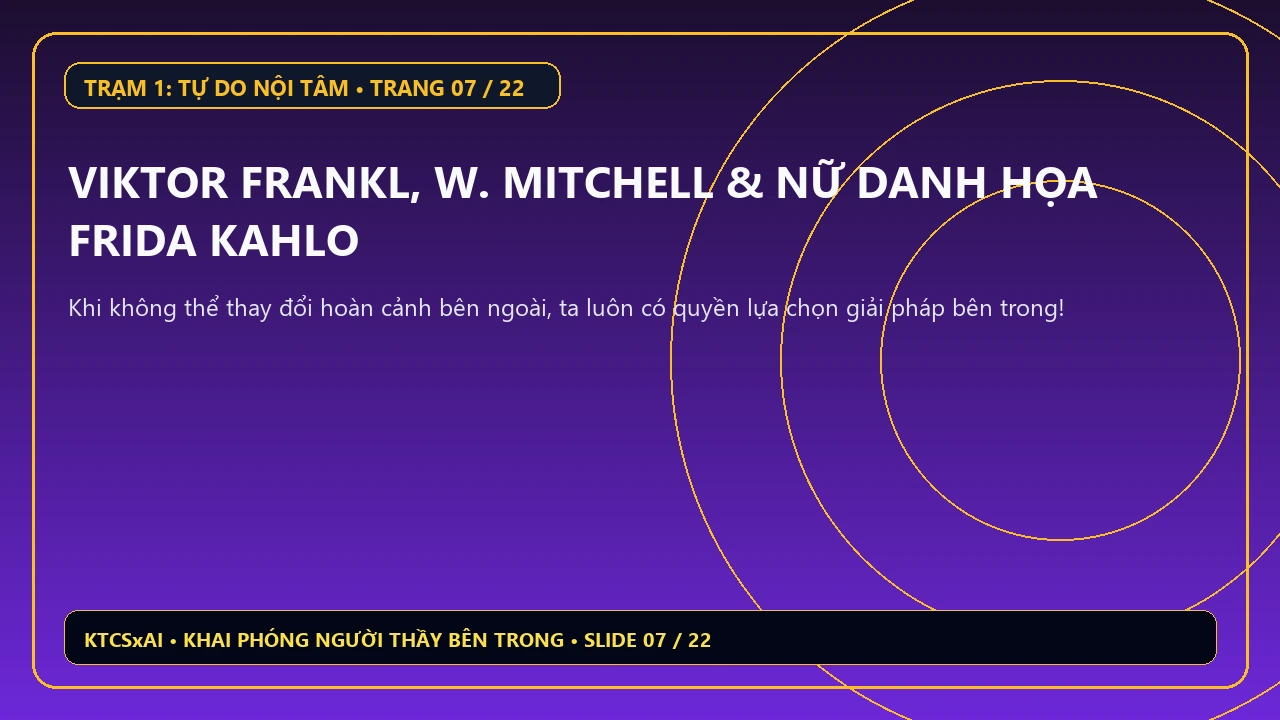 TRẠM 1: TỰ DO NỘI TÂM • TRANG 07 / 22
VIKTOR FRANKL, W. MITCHELL & NỮ DANH HỌA
FRIDA KAHLO
Khi không thể thay đổi hoàn cảnh bên ngoài, ta luôn có quyền lựa chọn giải pháp bên trong!
KTCSxAI • KHAI PHÓNG NGƯỜI THẦY BÊN TRONG • SLIDE 07 / 22